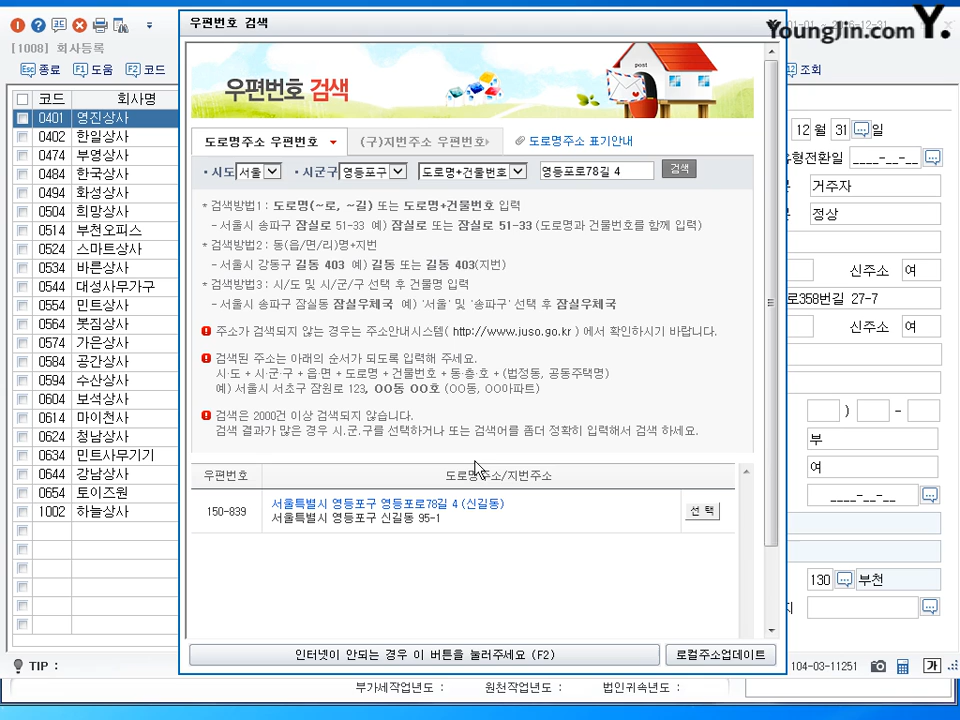 우편번호 검색
YoungJin.com Y.
[1008] 회사등록
Esc 종료 F1 도움 F2 코드
조회
코드 회사명
0401 영진상사
0402 한일상사
0474 부영상사
0484 한국상사
0494 화성상사
0504 희망상사
0514 부천오피스
0524 스마트상사
0534 바른상사
0544 대성사무가구
0554 민트상사
0564 봇짐상사
0574 가온상사
0584 공간상사
0594 수산상사
0604 보석상사
0614 마이천사
0624 청남상사
0634 민트사무기기
0644 강남상사
0654 토이즈원
1002 하늘상사
TIP :
post
우편번호 검색
도로명주소 우편번호 (구)지번주소 우편번호 도로명주소 표기안내
시도 서울 시군구 영등포구 도로명+건물번호 영등포로78길 4 검색
* 검색방법1 : 도로명(~로, ~길) 또는 도로명+건물번호 입력
- 서울시 송파구 잠실로 51-33 예) 잠실로 또는 잠실로 51-33 (도로명과 건물번호를 함께 입력)
* 검색방법2 : 동(읍/면/리)명+지번
- 서울시 강동구 길동 403 예) 길동 또는 길동 403(지번)
* 검색방법3 : 시/도 및 시/군/구 선택 후 건물명 입력
- 서울시 송파구 잠실동 잠실우체국 예) '서울' 및 '송파구' 선택 후 잠실우체국
주소가 검색되지 않는 경우는 주소안내시스템( http://www.juso.go.kr ) 에서 확인하시기 바랍니다.
검색된 주소는 아래의 순서가 되도록 입력해 주세요.
시·도 + 시·군·구 + 읍·면 + 도로명 + 건물번호 + 동·층·호 + (법정동, 공동주택명)
예) 서울시 서초구 잠원로 123, OO동 OO호 (OO동, OO아파트)
검색은 2000건 이상 검색되지 않습니다.
검색 결과가 많은 경우 시.군.구를 선택하거나 또는 검색어를 좀더 정확히 입력해서 검색 하세요.
우편번호 도로명주소/지번주소
150-839
서울특별시 영등포구 영등포로78길 4 (신길동)
서울특별시 영등포구 신길동 95-1
선 택
인터넷이 안되는 경우 이 버튼을 눌러주세요 (F2) 로컬주소업데이트
12 월 31 일
형전환일 ____-__-__
거주자
정상
신주소 여
로358번길 27-7
신주소 여
) -
부
여
____-__-__
130 부천
104-03-11251 가
부가세작업년도 : 원천작업년도 : 법인귀속년도 :